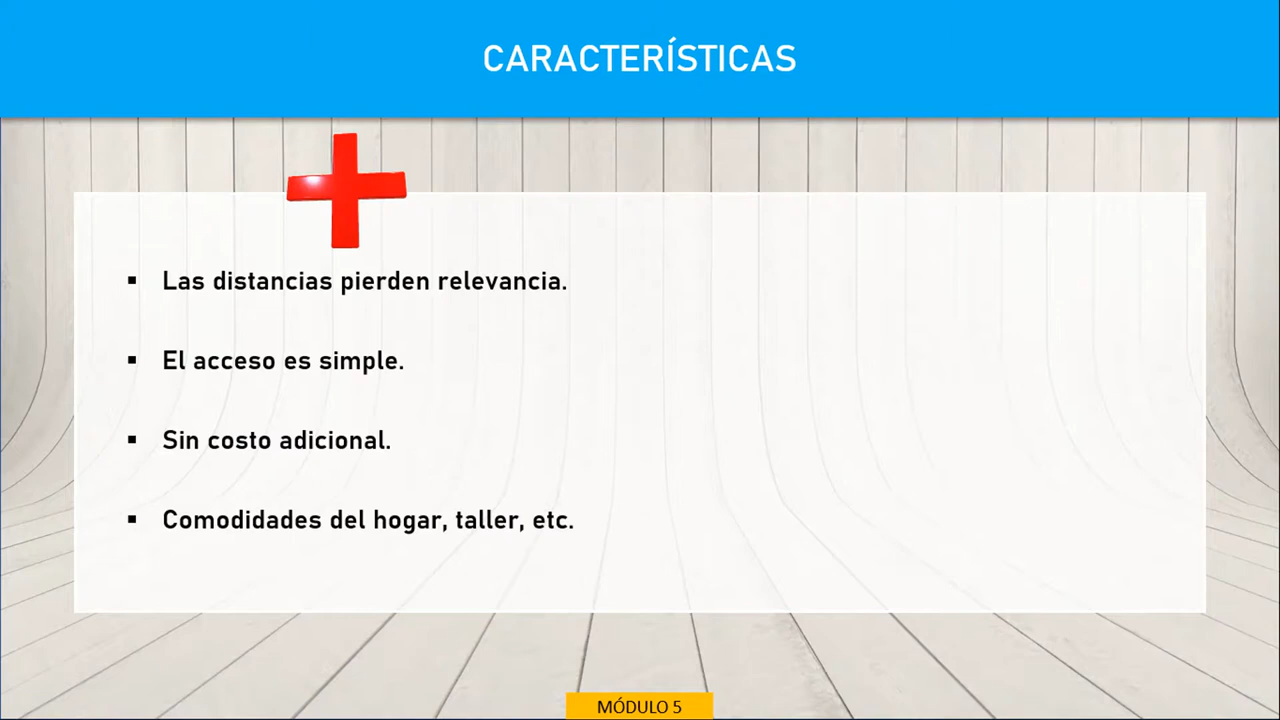 CARACTERÍSTICAS
▪ Las distancias pierden relevancia.
▪ El acceso es simple.
▪ Sin costo adicional.
▪ Comodidades del hogar, taller, etc.
MÓDULO 5